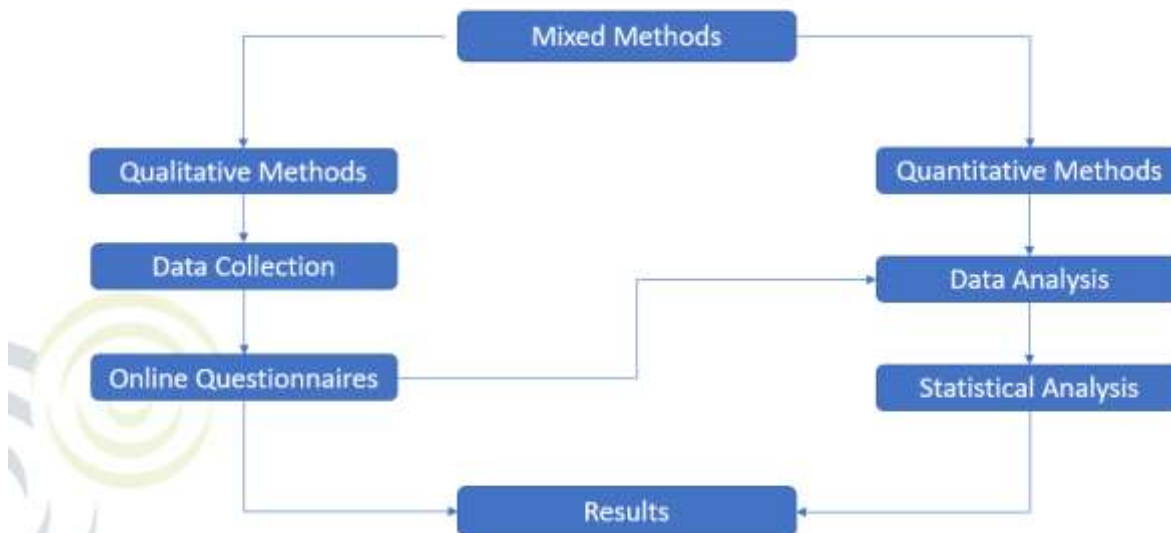 Mixed Methods
Qualitative Methods
Quantitative Methods
Data Collection
Data Analysis
Online Questionnaires
Statistical Analysis
Results